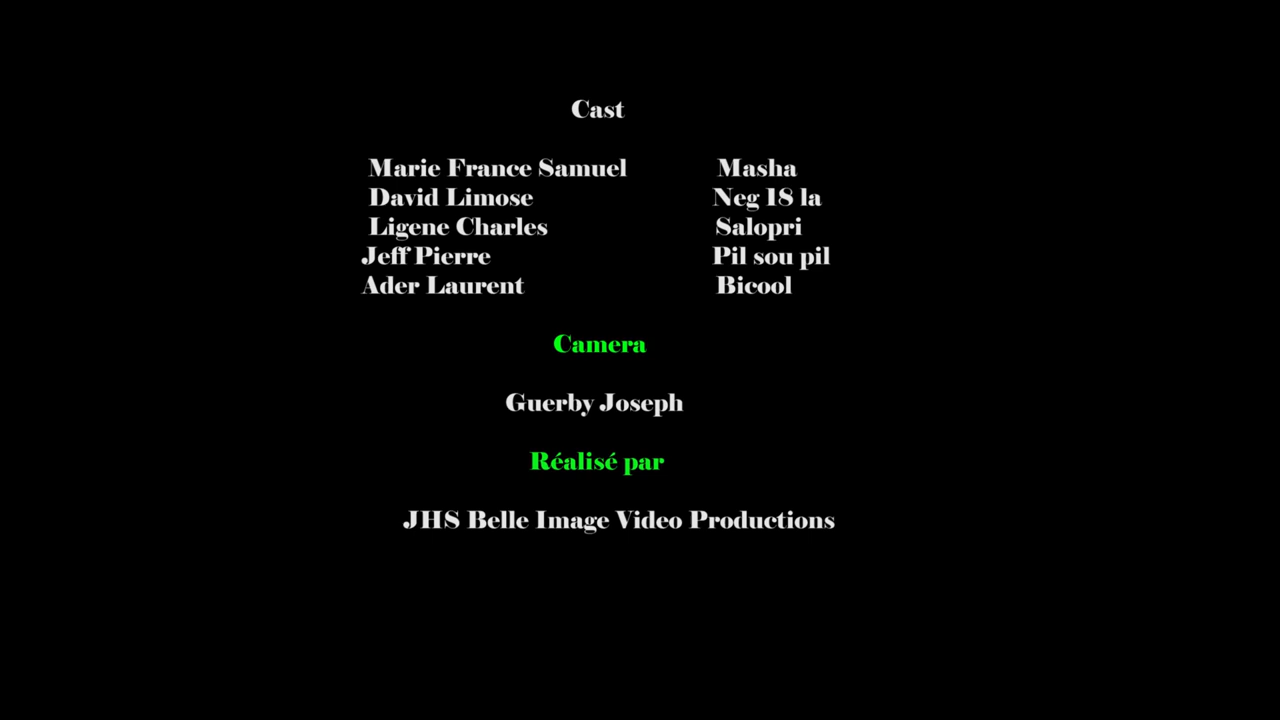 Cast
Marie France Samuel Masha
David Limose Neg 18 la
Ligene Charles Salopri
Jeff Pierre Pil sou pil
Ader Laurent Bicool
Camera
Guerby Joseph
Réalisé par
JHS Belle Image Video Productions